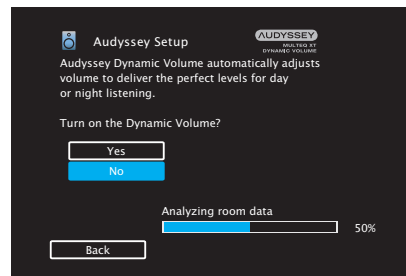 Audyssey Setup
AUDYSSEY
MULTEQ XT
DYNAMIC VOLUME
Audyssey Dynamic Volume automatically adjusts
volume to deliver the perfect levels for day
or night listening.
Turn on the Dynamic Volume?
Yes
No
Analyzing room data
50%
Back